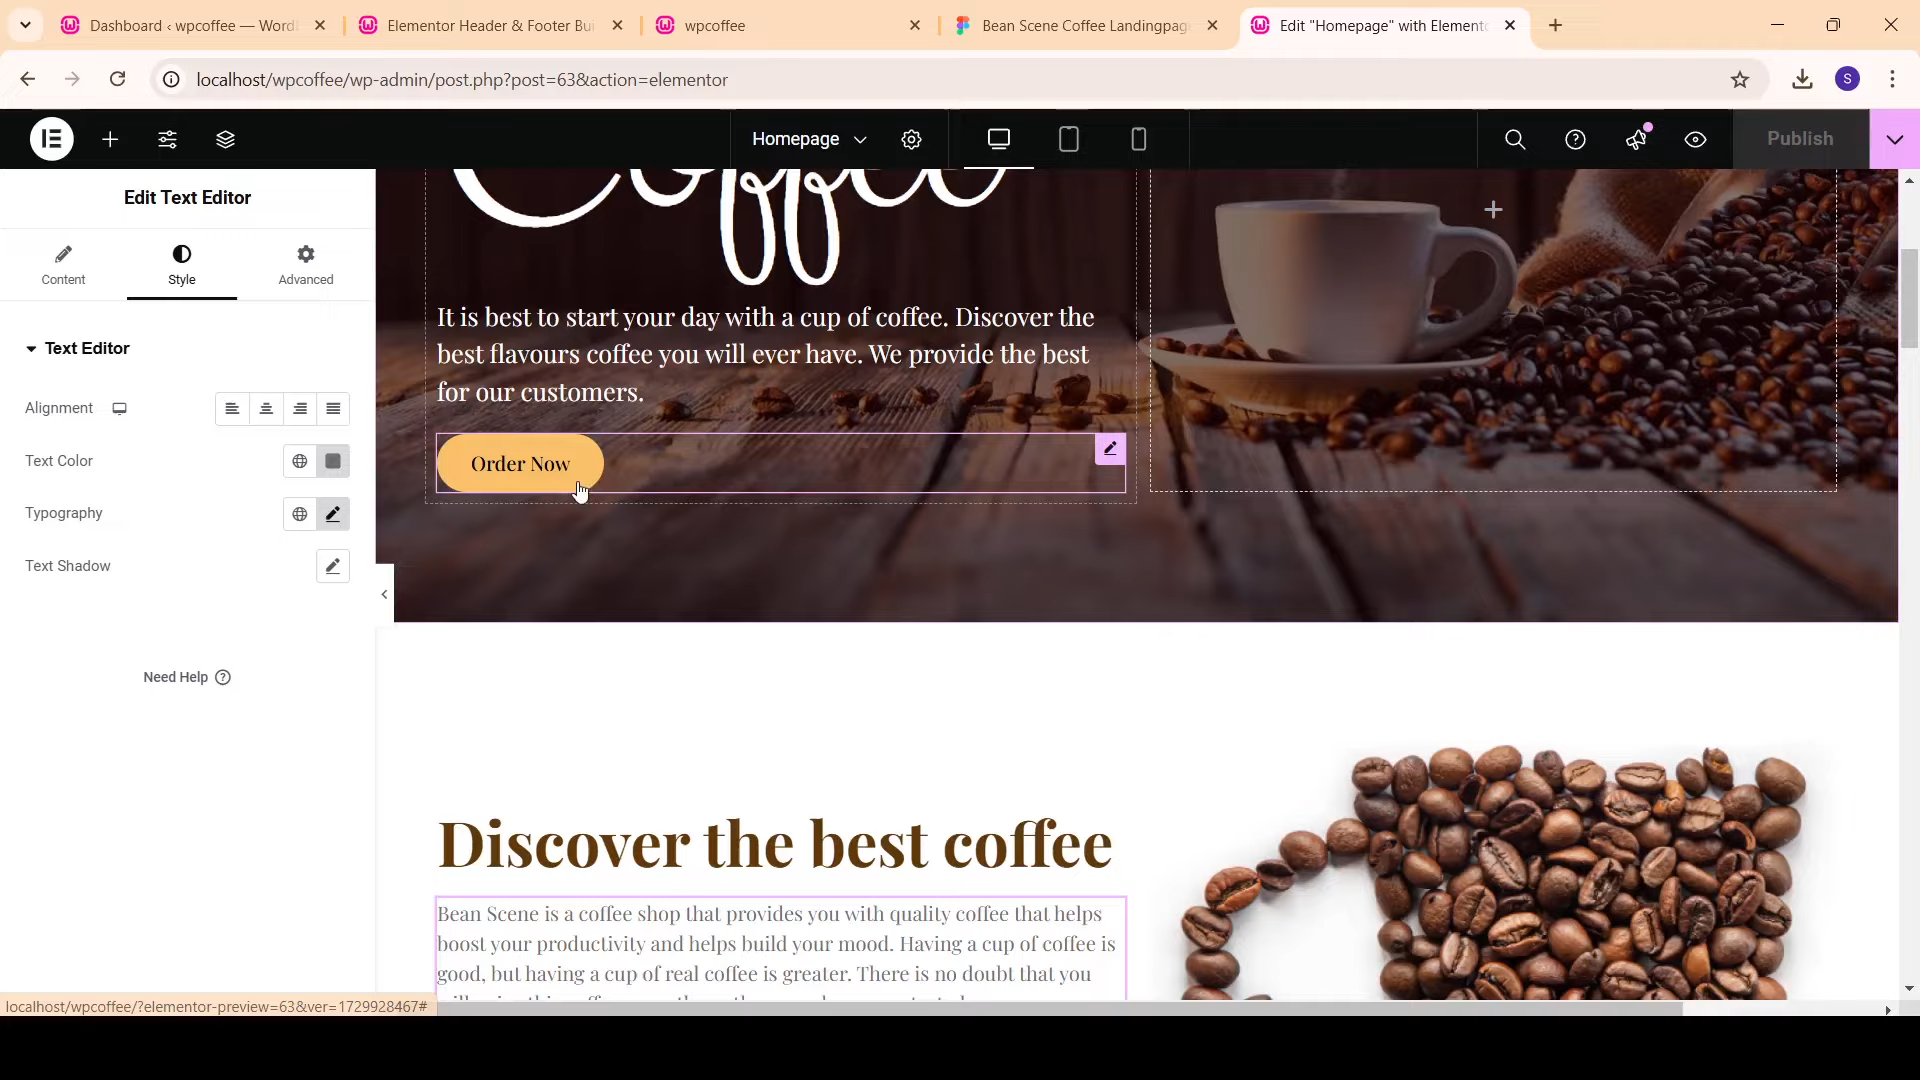 Dashboard ‹ wpcoffee — Word
Elementor Header & Footer Bui
wpcoffee
Bean Scene Coffee Landingpag
Edit "Homepage" with Elemento
localhost/wpcoffee/wp-admin/post.php?post=63&action=elementor
S
Homepage
Publish
Edit Text Editor
Content
Style
Advanced
Text Editor
Alignment
Text Color
Typography
Text Shadow
Need Help
Coffee
It is best to start your day with a cup of coffee. Discover the
best flavours coffee you will ever have. We provide the best
for our customers.
Order Now
Discover the best coffee
Bean Scene is a coffee shop that provides you with quality coffee that helps
boost your productivity and helps build your mood. Having a cup of coffee is
good, but having a cup of real coffee is greater. There is no doubt that you
localhost/wpcoffee/?elementor-preview=63&ver=1729928467#